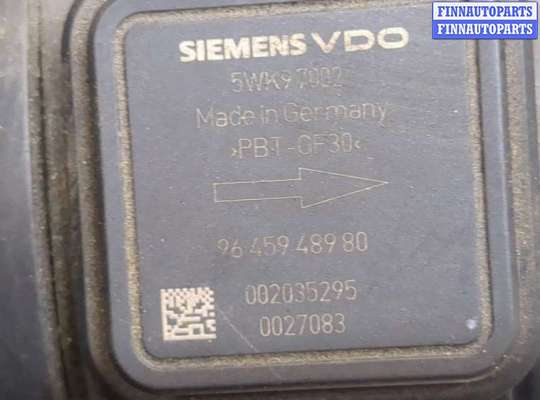 FINNAUTOPARTS
FINNAUTOPARTS
SIEMENS VDO
5WK97002
Made in Germany
>PBT-GF30<
96 459 489 80
002035295
0027083